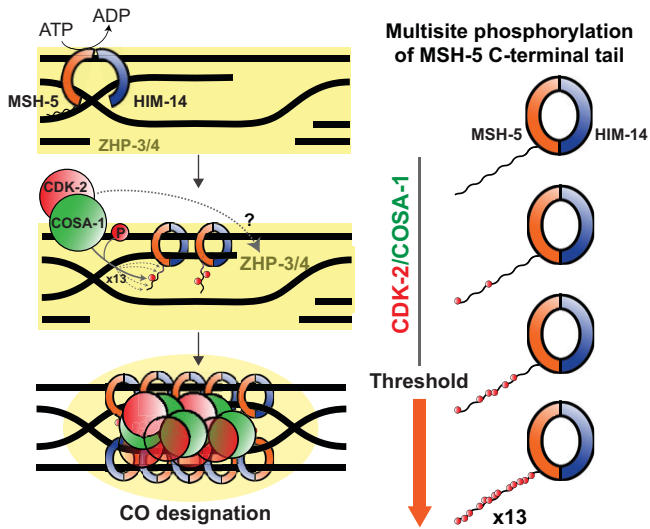 ATP
ADP
MSH-5
HIM-14
ZHP-3/4
CDK-2
COSA-1
P
?
ZHP-3/4
x13
CO designation
Multisite phosphorylation
of MSH-5 C-terminal tail
MSH-5
HIM-14
CDK-2/COSA-1
Threshold
x13